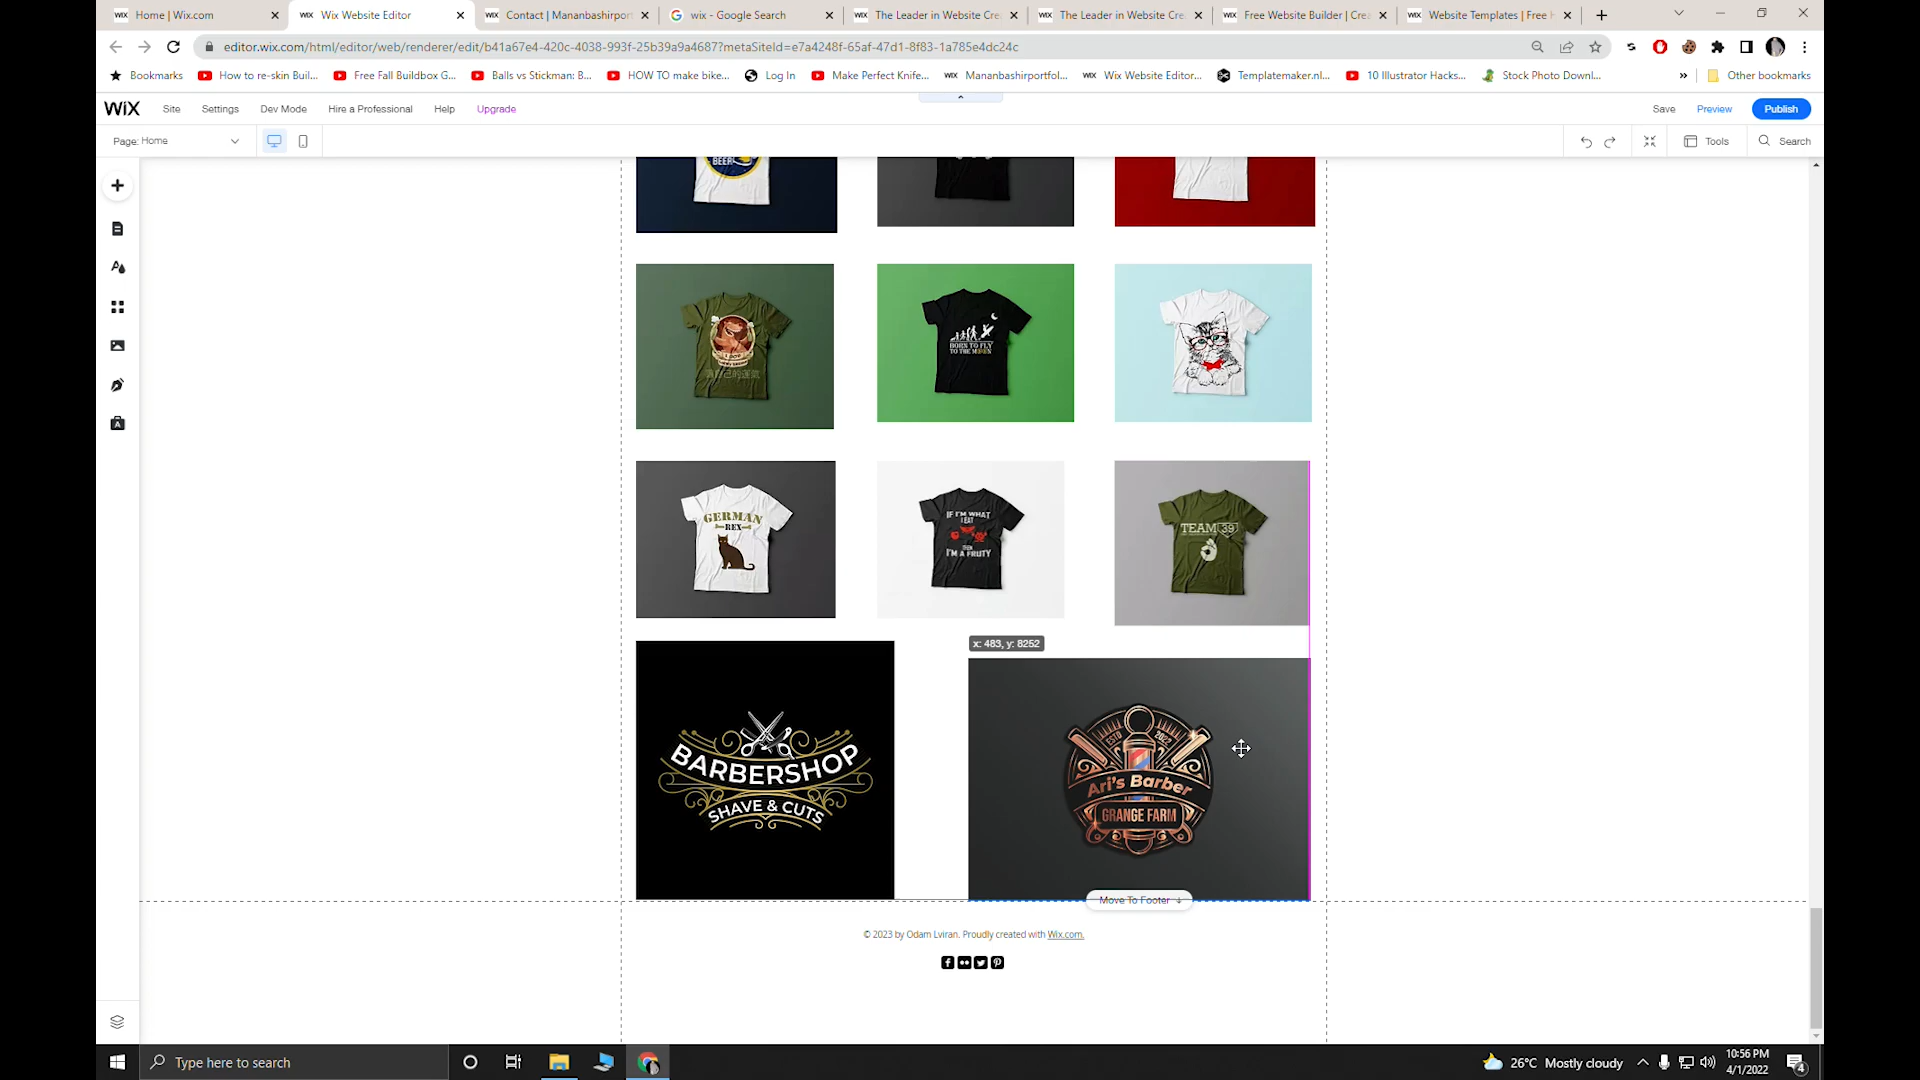 Home | Wix.com
Wix Website Editor
Contact | Mananbashirport
wix - Google Search
The Leader in Website Cre
The Leader in Website Cre
Free Website Builder | Crea
Website Templates | Free H
editor.wix.com/html/editor/web/renderer/edit/b41a67e4-420c-4038-993f-25b39a9a4687?metaSiteId=e7a4248f-65af-47d1-8f83-1a785e4dc24c
Bookmarks
How to re-skin Buil...
Free Fall Buildbox G...
Balls vs Stickman: B...
HOW TO make bike...
Log In
Make Perfect Knife...
Mananbashirportfol...
Wix Website Editor...
Templatemaker.nl...
10 Illustrator Hacks...
Stock Photo Downl...
»
Other bookmarks
WiX Site Settings Dev Mode Hire a Professional Help Upgrade
Save Preview Publish
Page: Home
Tools
Search
BEER
BORN TO FLY
TO THE MOON
GERMAN
REX
IF I'M WHAT
I EAT
THEN
I'M A FRUITY
TEAM 39
x: 483, y: 8252
BARBERSHOP
SHAVE & CUTS
ESTD 2022
Ari's Barber
GRANGE FARM
Move To Footer ↓
© 2023 by Odam Lviran. Proudly created with Wix.com.
Type here to search
26°C Mostly cloudy
10:56 PM
4/1/2022
4